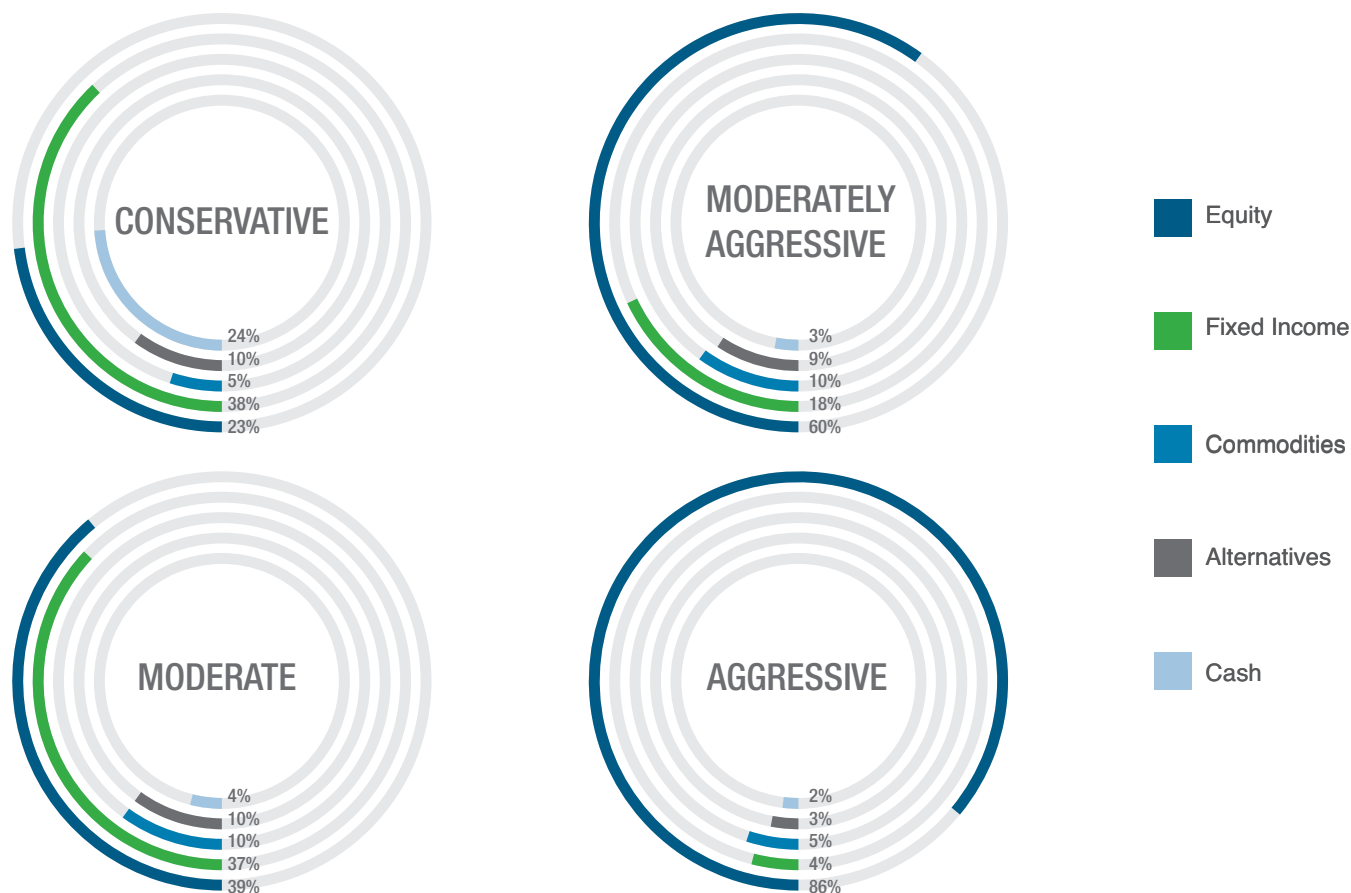 CONSERVATIVE
24%
10%
5%
38%
23%
MODERATELY
AGGRESSIVE
3%
9%
10%
18%
60%
MODERATE
4%
10%
10%
37%
39%
AGGRESSIVE
2%
3%
5%
4%
86%
Equity
Fixed Income
Commodities
Alternatives
Cash